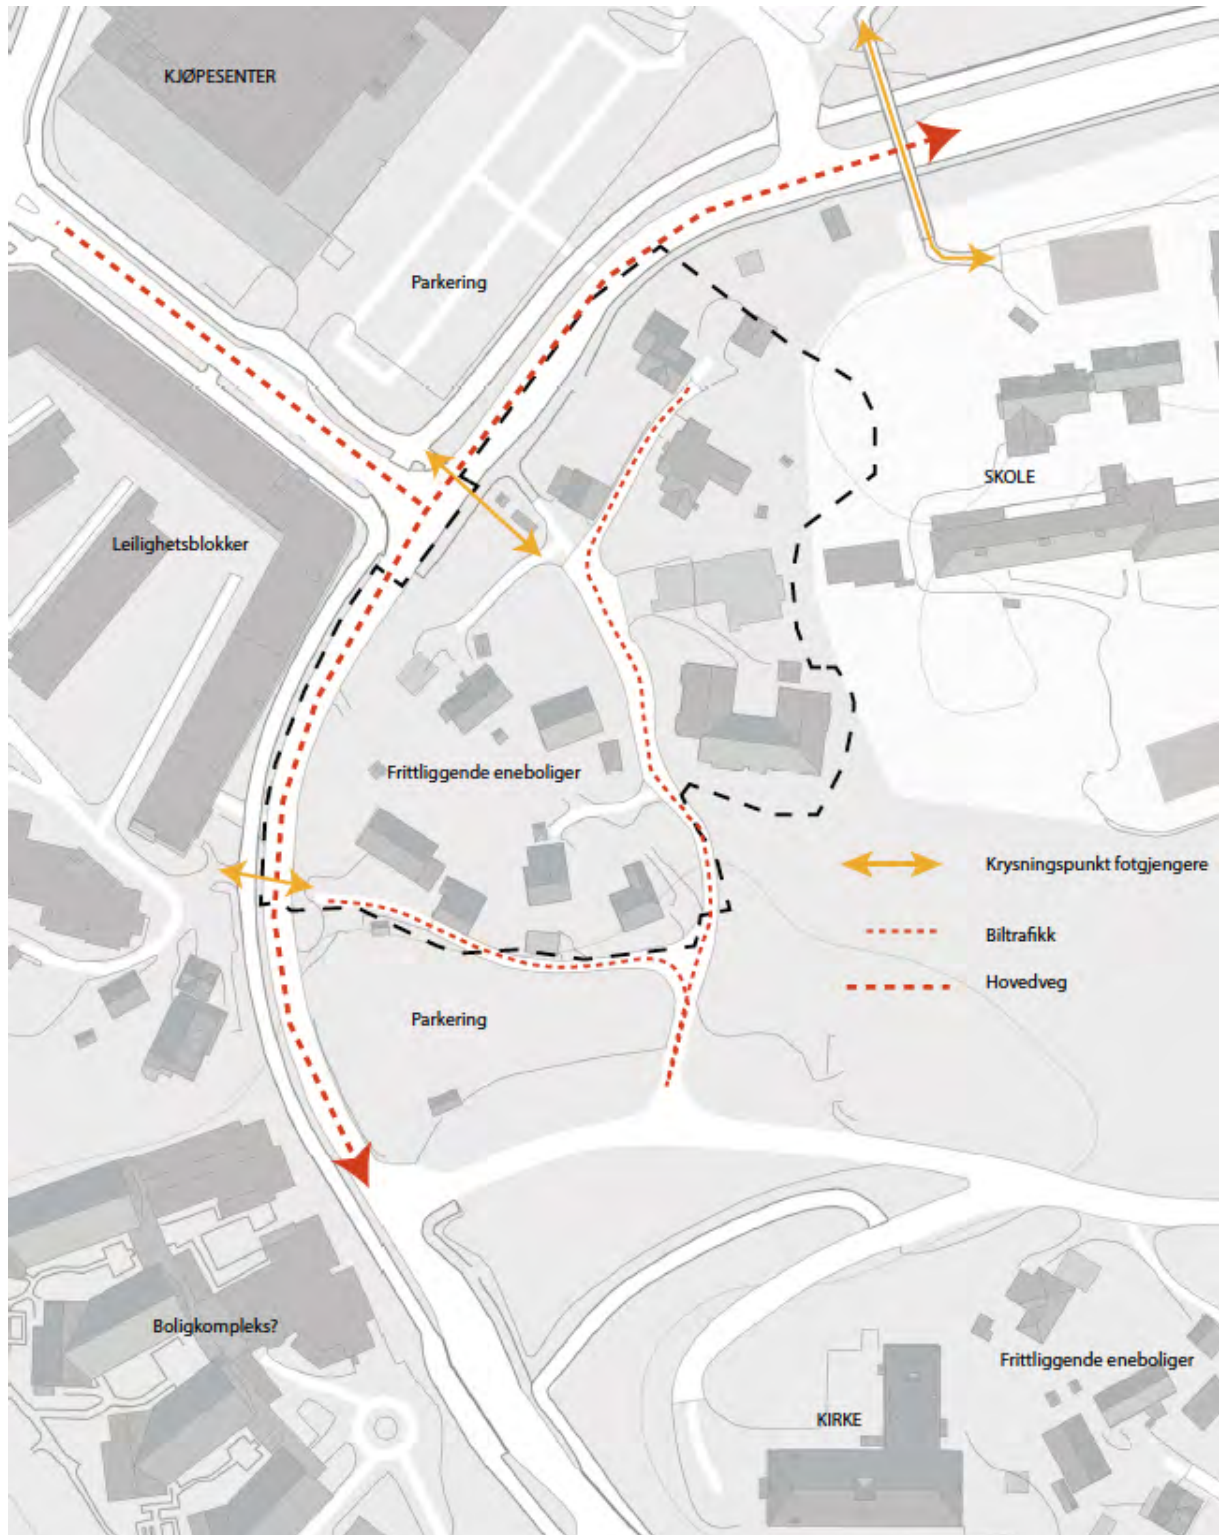 KJØPESENTER
Parkering
SKOLE
Leilighetsblokker
Frittliggende eneboliger
Krysningspunkt fotgjengere
Biltrafikk
Hovedveg
Parkering
Boligkompleks?
Frittliggende eneboliger
KIRKE